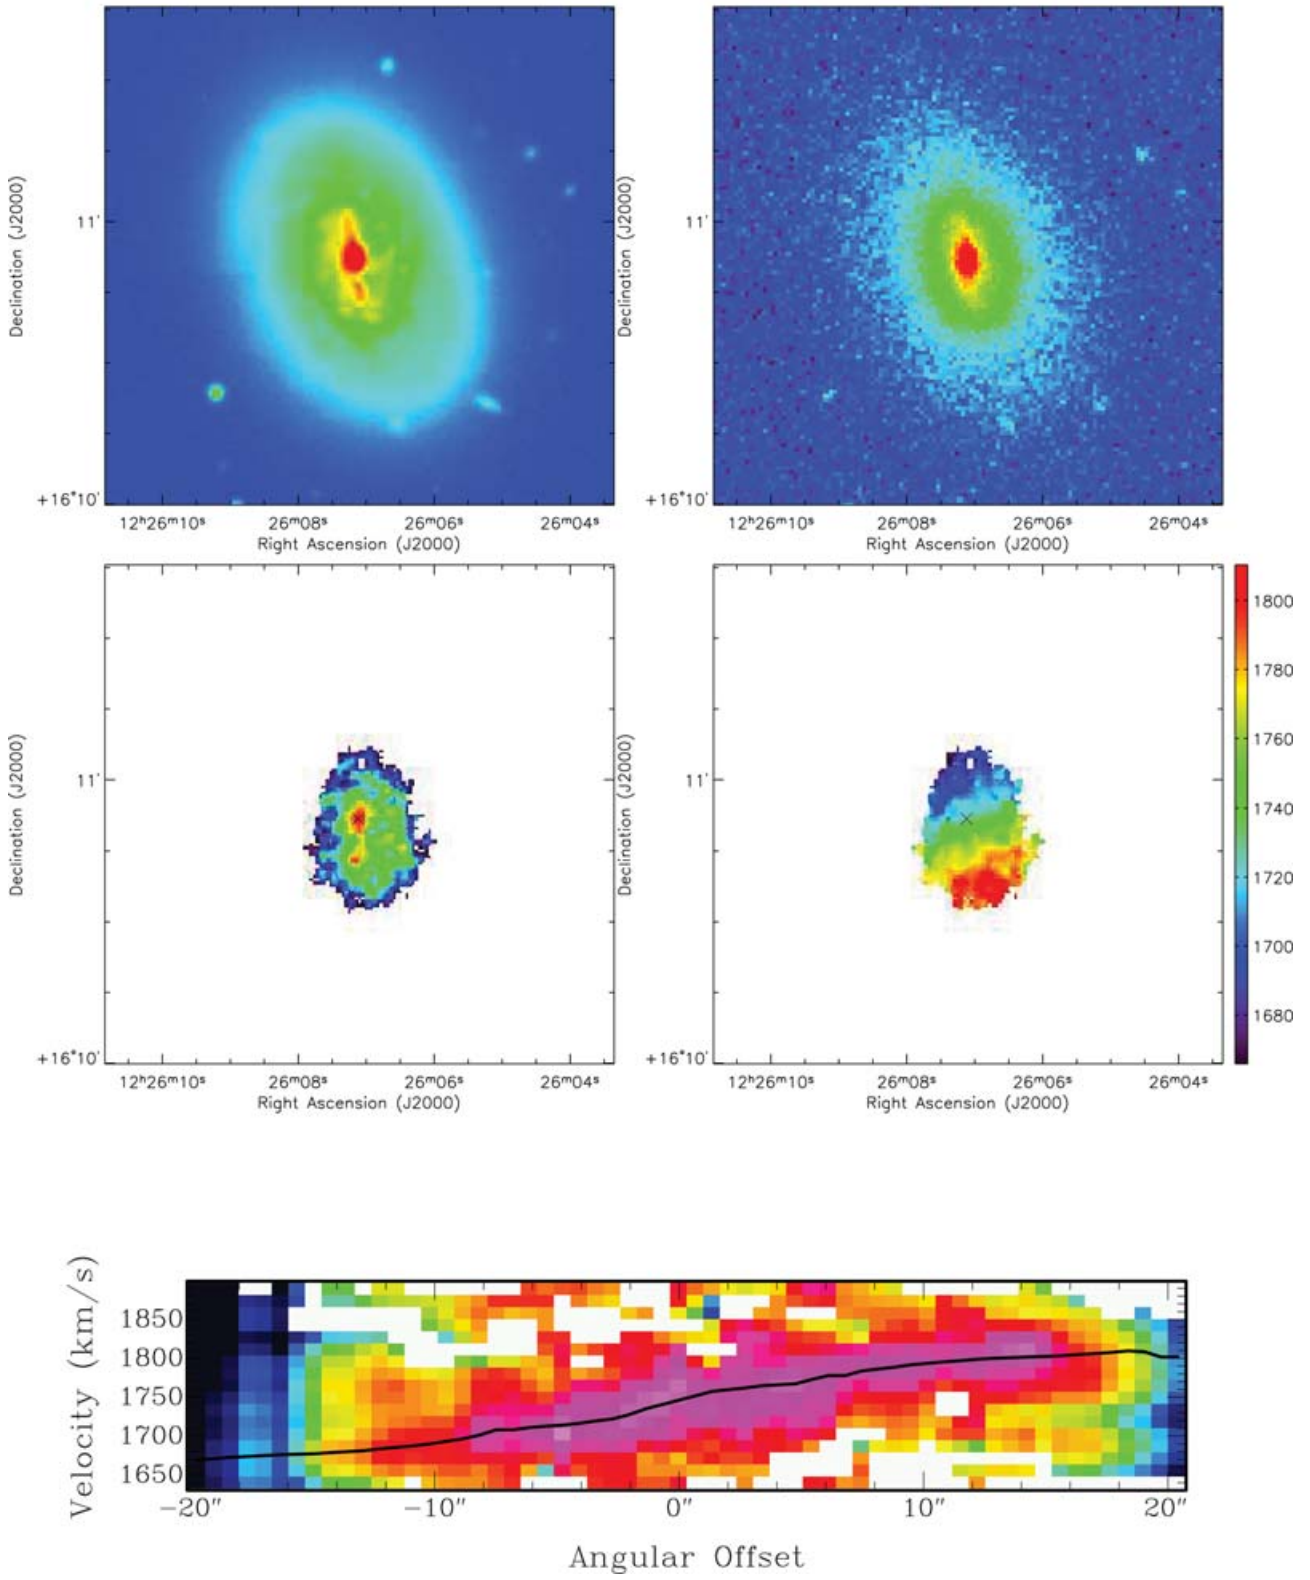 Declination (J2000)
11'
+16°10'
12ʰ26ᵐ10ˢ 26ᵐ08ˢ 26ᵐ06ˢ 26ᵐ04ˢ
Right Ascension (J2000)
Declination (J2000)
11'
+16°10'
12ʰ26ᵐ10ˢ 26ᵐ08ˢ 26ᵐ06ˢ 26ᵐ04ˢ
Right Ascension (J2000)
Declination (J2000)
11'
+16°10'
12ʰ26ᵐ10ˢ 26ᵐ08ˢ 26ᵐ06ˢ 26ᵐ04ˢ
Right Ascension (J2000)
Declination (J2000)
11'
+16°10'
12ʰ26ᵐ10ˢ 26ᵐ08ˢ 26ᵐ06ˢ 26ᵐ04ˢ
Right Ascension (J2000)
1800
1780
1760
1740
1720
1700
1680
Velocity (km/s)
1850
1800
1750
1700
1650
−20″ −10″ 0″ 10″ 20″
Angular Offset